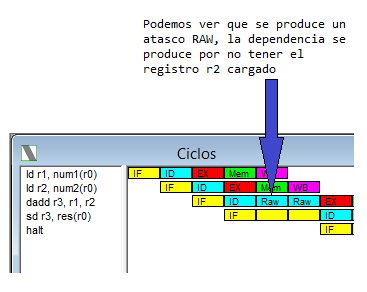 Podemos ver que se produce un
atasco RAW, la dependencia se
produce por no tener el
registro r2 cargado
Ciclos
ld r1, num1(r0) IF ID EX Mem WB
ld r2, num2(r0) IF ID EX Mem WB
dadd r3, r1, r2 IF ID Raw Raw EX
sd r3, res(r0) IF ID
halt IF